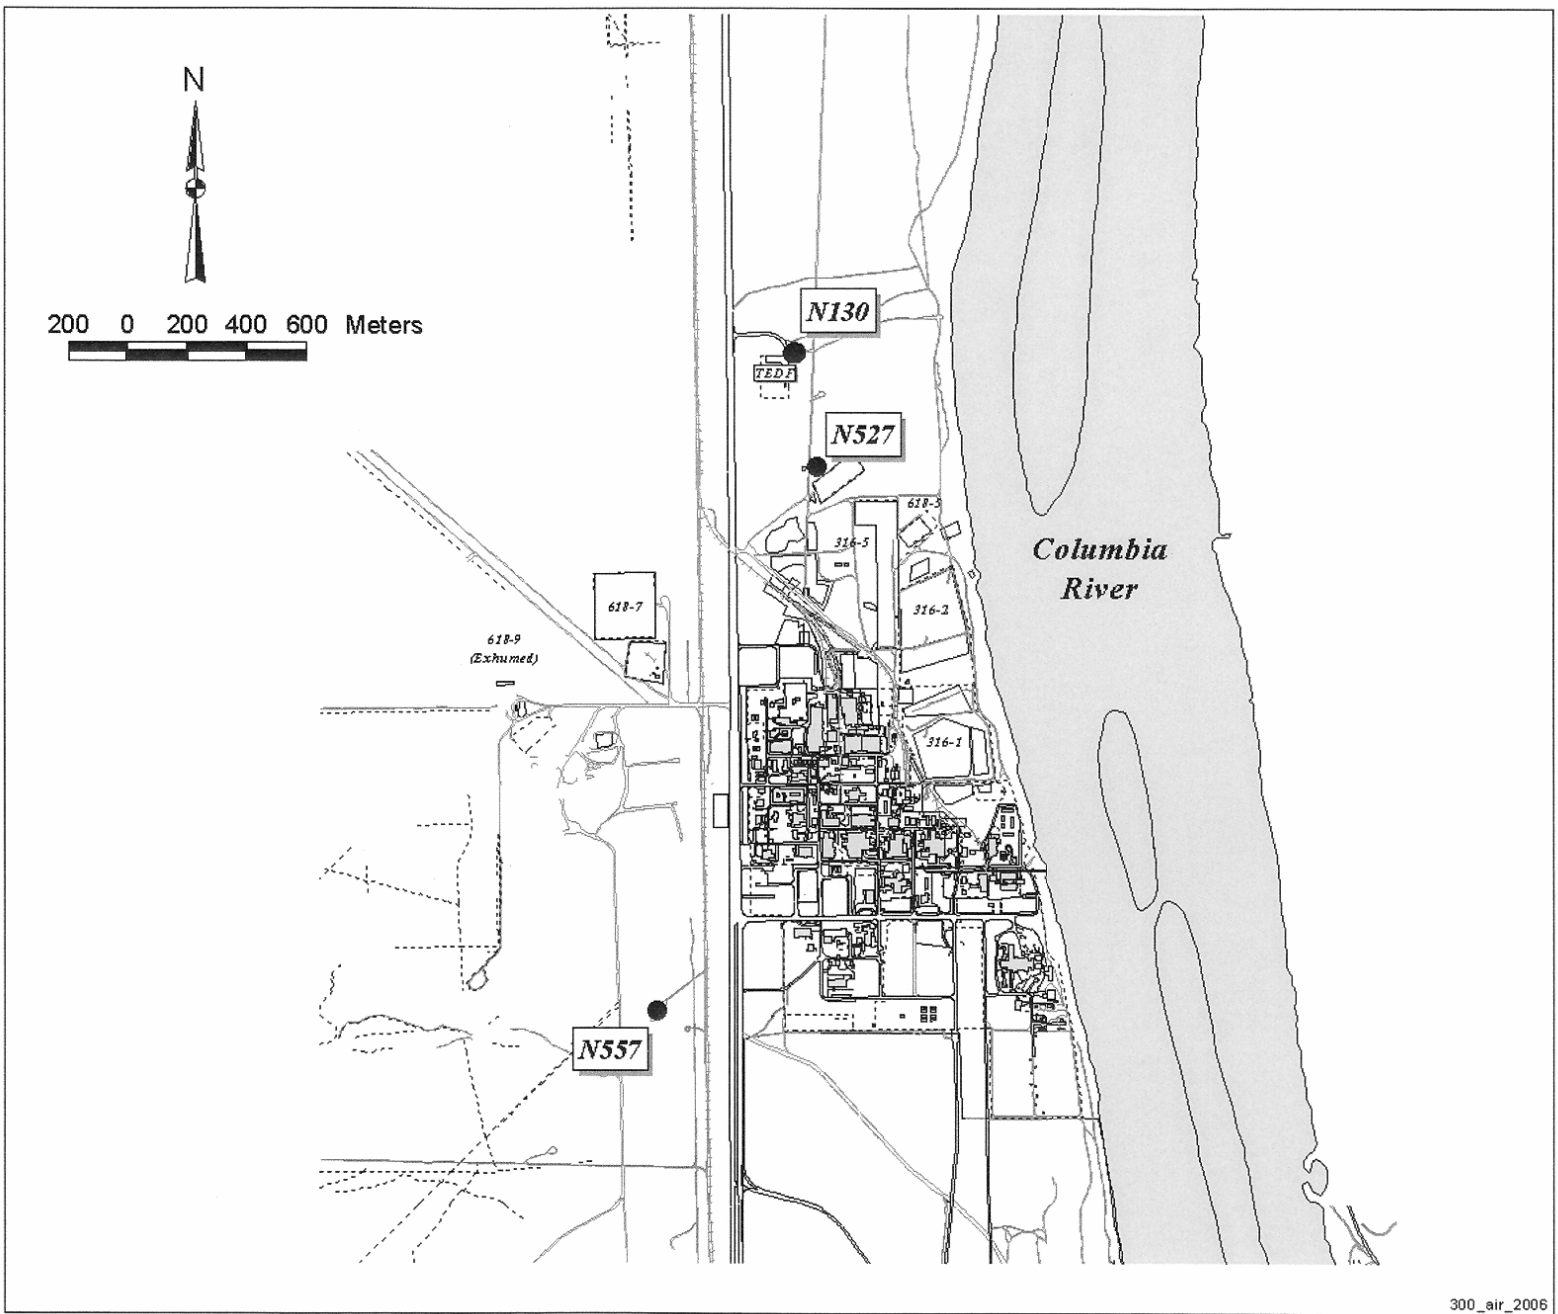 N
200 0 200 400 600 Meters
N130
TEDF
N527
618-5
316-5
Columbia
River
618-7
316-2
618-9
(Exhumed)
316-1
N557
300_air_2006